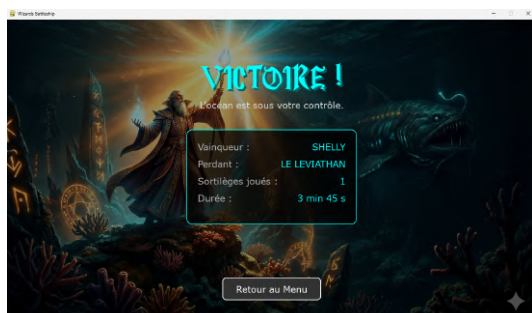 Wizards Battleship
VICTOIRE !
L'océan est sous votre contrôle.
Vainqueur : SHELLY
Perdant : LE LEVIATHAN
Sortilèges joués : 1
Durée : 3 min 45 s
Retour au Menu